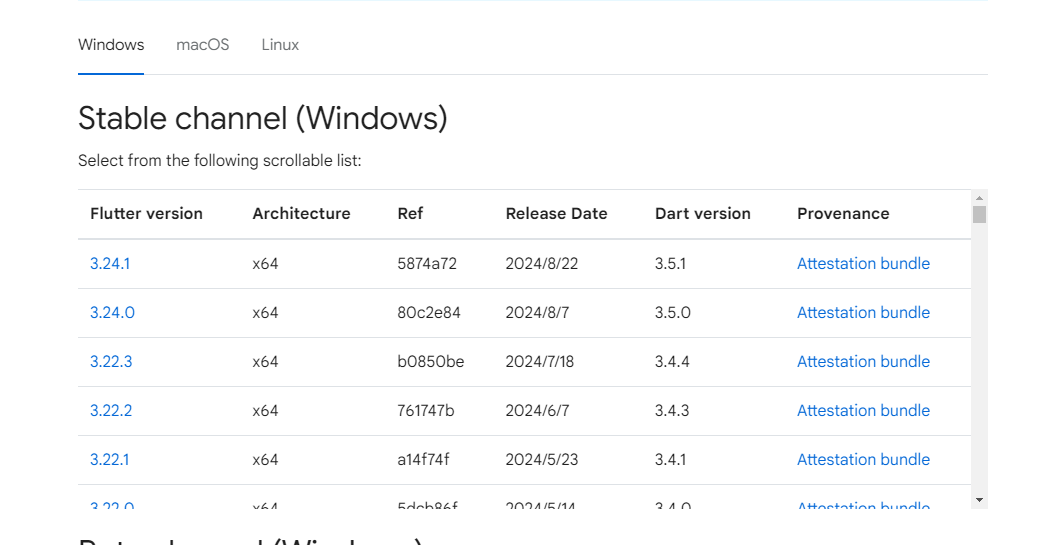 Windows macOS Linux
Stable channel (Windows)
Select from the following scrollable list:
Flutter version Architecture Ref Release Date Dart version Provenance
3.24.1 x64 5874a72 2024/8/22 3.5.1 Attestation bundle
3.24.0 x64 80c2e84 2024/8/7 3.5.0 Attestation bundle
3.22.3 x64 b0850be 2024/7/18 3.4.4 Attestation bundle
3.22.2 x64 761747b 2024/6/7 3.4.3 Attestation bundle
3.22.1 x64 a14f74f 2024/5/23 3.4.1 Attestation bundle
3.22.0 x64 5dcb86f 2024/5/14 3.4.0 Attestation bundle